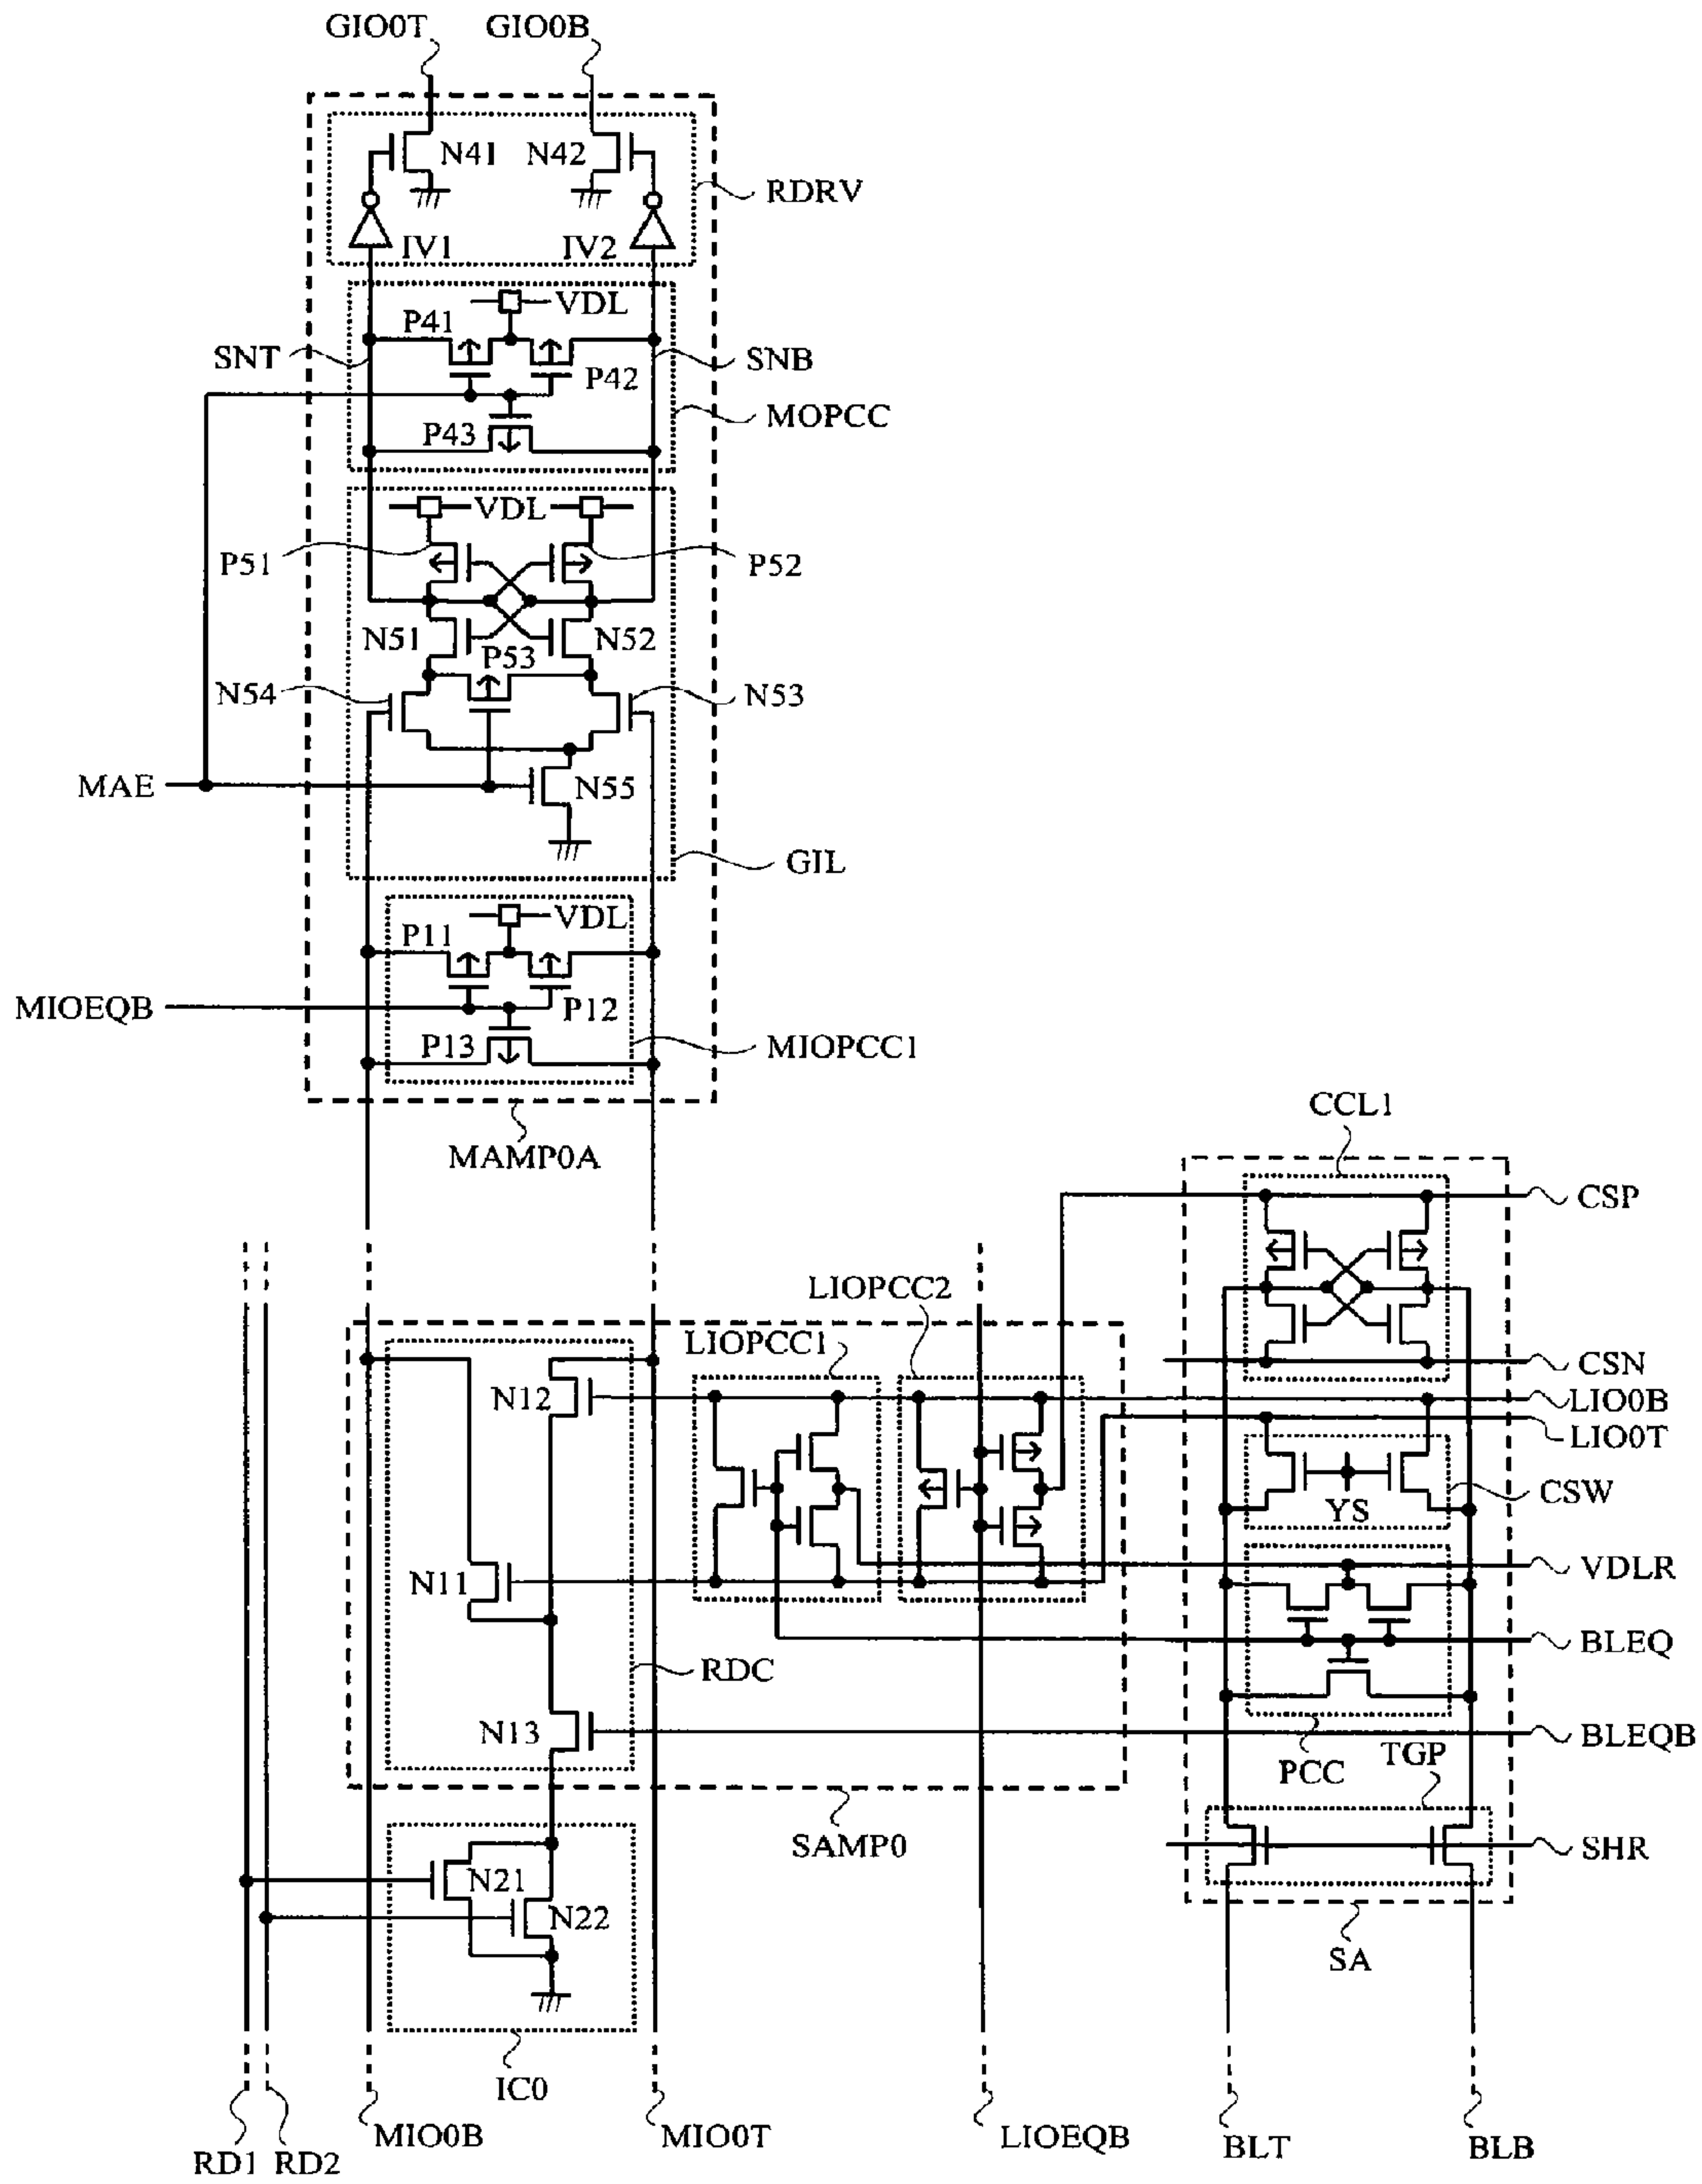 GIO0T GIO0B
N41 N42
RDRV
IV1 IV2
VDL
P41
SNT SNB
P42
MOPCC
P43
VDL
P51 P52
N51 N52
P53
N54 N53
MAE N55
GIL
VDL
P11
MIOEQB P12
P13 MIOPCC1
CCL1
MAMP0A
CSP
LIOPCC2
LIOPCC1
CSN
N12 LIO0B
LIO0T
YS CSW
N11 VDLR
BLEQ
RDC
N13 BLEQB
PCC TGP
SAMP0 SHR
N21
N22
SA
IC0
RD1 RD2 MIO0B MIO0T LIOEQB BLT BLB